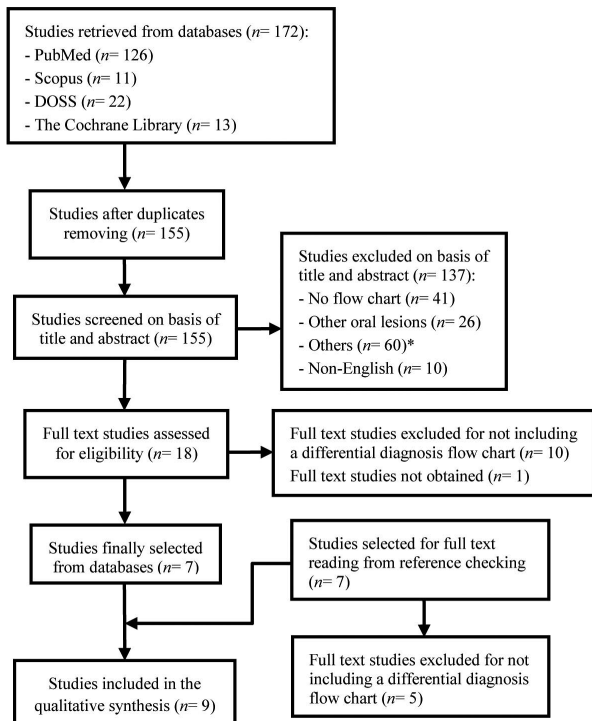 Studies retrieved from databases (n= 172):
- PubMed (n= 126)
- Scopus (n= 11)
- DOSS (n= 22)
- The Cochrane Library (n= 13)
Studies after duplicates
removing (n= 155)
Studies excluded on basis of
title and abstract (n= 137):
- No flow chart (n= 41)
- Other oral lesions (n= 26)
- Others (n= 60)*
- Non-English (n= 10)
Studies screened on basis of
title and abstract (n= 155)
Full text studies assessed
for eligibility (n= 18)
Full text studies excluded for not including
a differential diagnosis flow chart (n= 10)
Full text studies not obtained (n= 1)
Studies finally selected
from databases (n= 7)
Studies selected for full text
reading from reference checking
(n= 7)
Full text studies excluded for not
including a differential diagnosis
flow chart (n= 5)
Studies included in the
qualitative synthesis (n= 9)